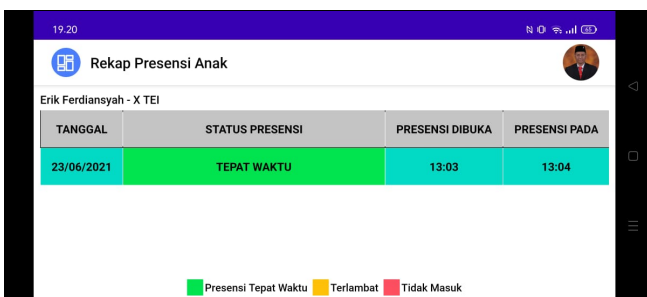 19.20
65
Rekap Presensi Anak
Erik Ferdiansyah - X TEI
TANGGAL STATUS PRESENSI PRESENSI DIBUKA PRESENSI PADA
23/06/2021 TEPAT WAKTU 13:03 13:04
Presensi Tepat Waktu Terlambat Tidak Masuk